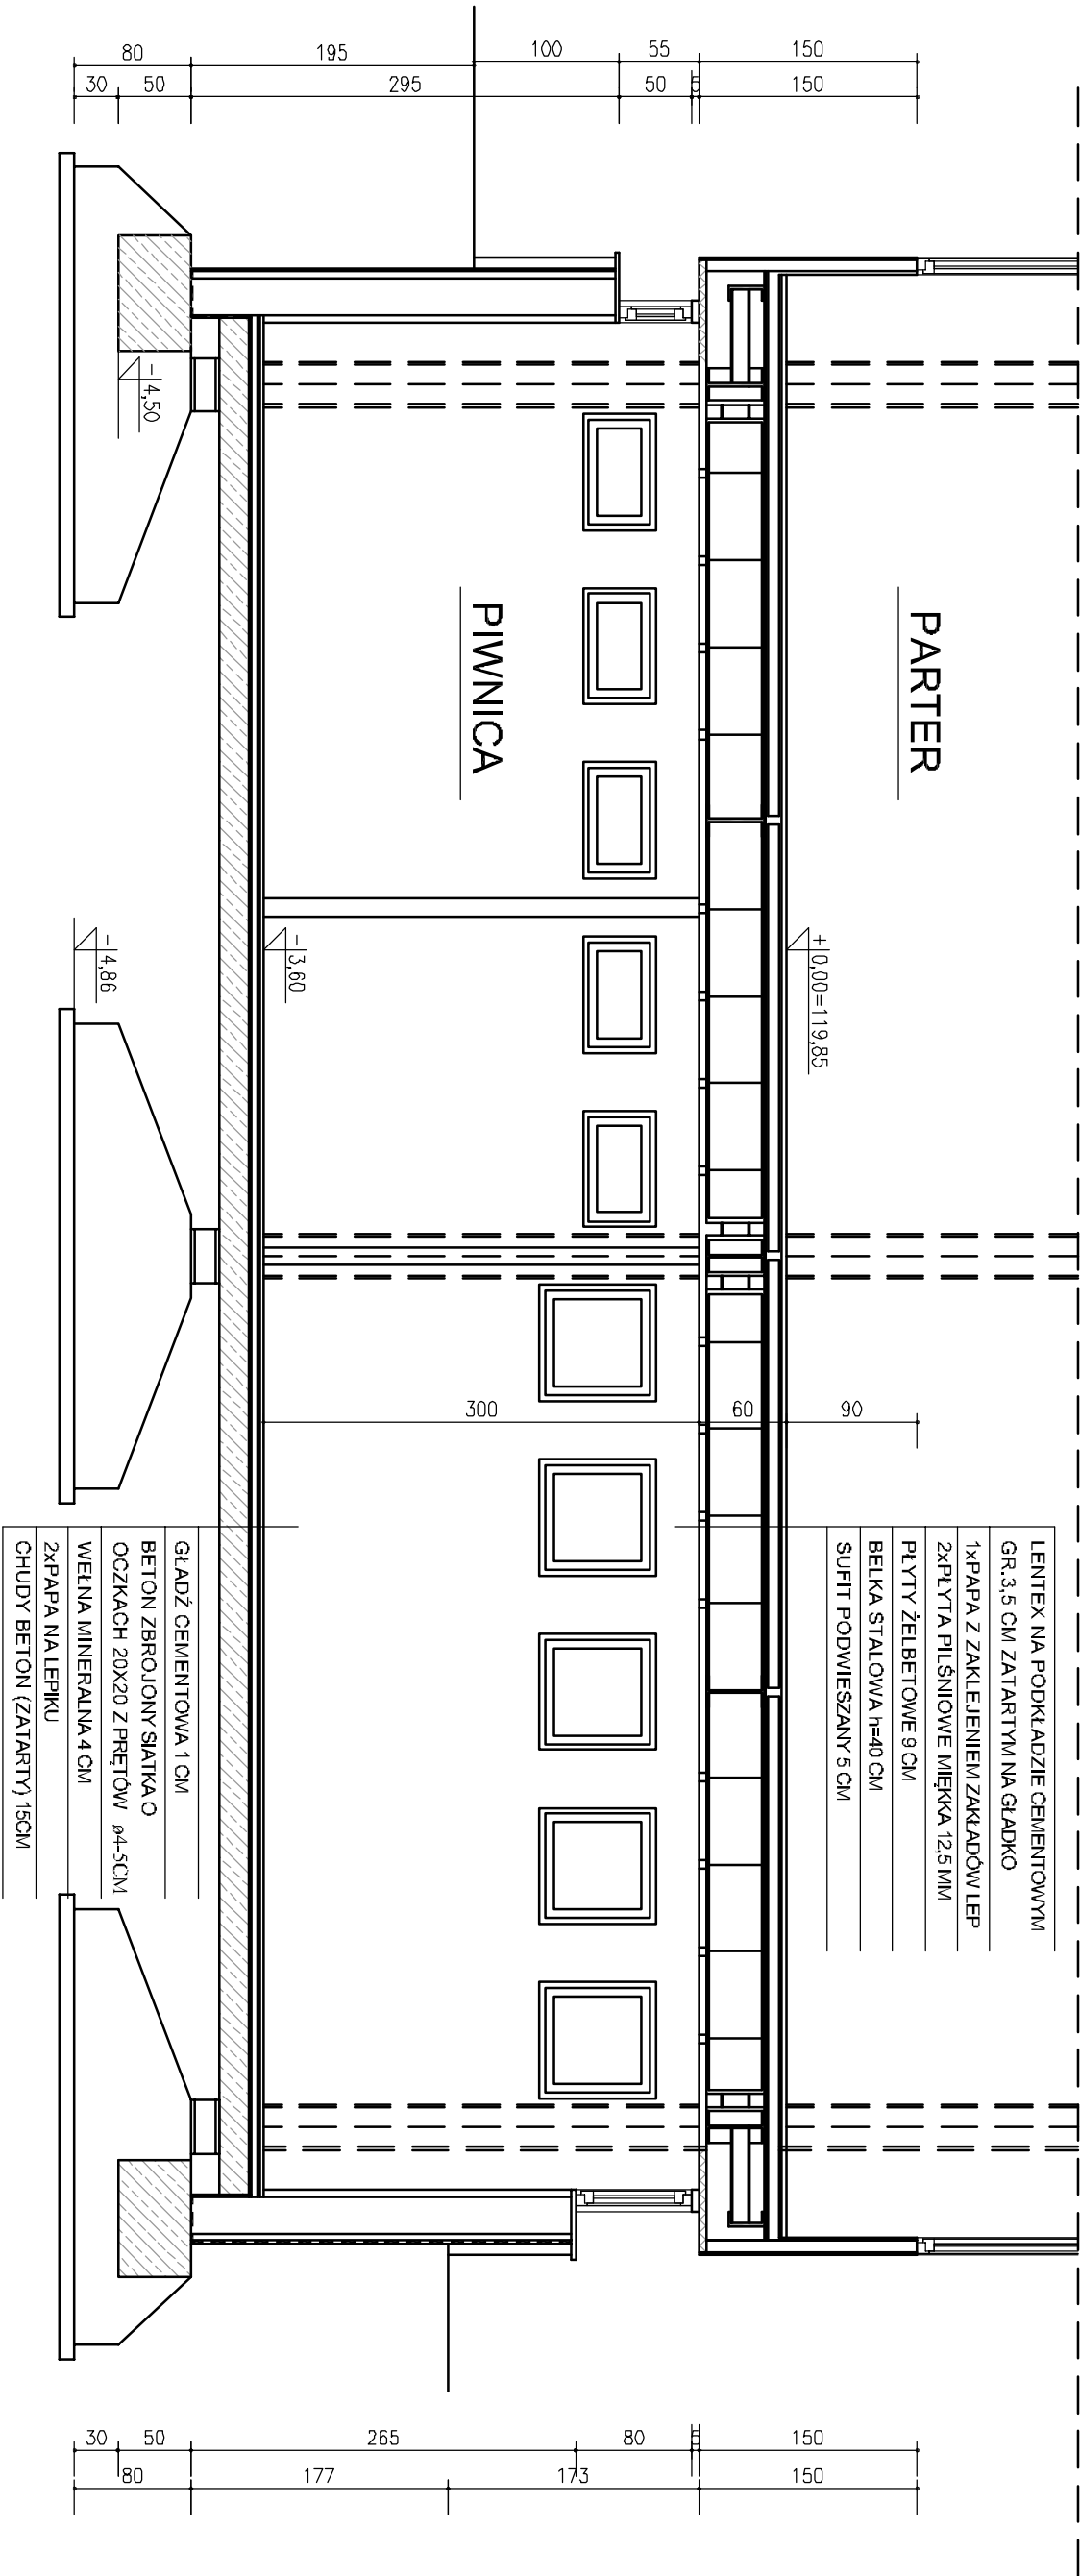 PARTER
PIWNICA
+0,00=119,85
-3,60
-4,50
-4,86
LENTEX NA PODKŁADZIE CEMENTOWYM
GR.3,5 CM ZATARTYM NA GŁADKO
1xPAPA Z ZAKLEJENIEM ZAKŁADÓW LEP
2xPŁYTA PILŚNIOWE MIĘKKA 12,5 MM
PŁYTY ŻELBETOWE 9 CM
BELKA STALOWA h=40 CM
SUFIT PODWIESZANY 5 CM
GŁADŹ CEMENTOWA 1 CM
BETON ZBROJONY SIATKA O
OCZKACH 20X20 Z PRĘTÓW ø4-5CM
WEŁNA MINERALNA 4 CM
2xPAPA NA LEPIKU
CHUDY BETON (ZATARTY) 15CM
80 195 100 55 150
30 50 295 50 5 150
300 60 90
30 50 265 80 5 150
80 177 173 150